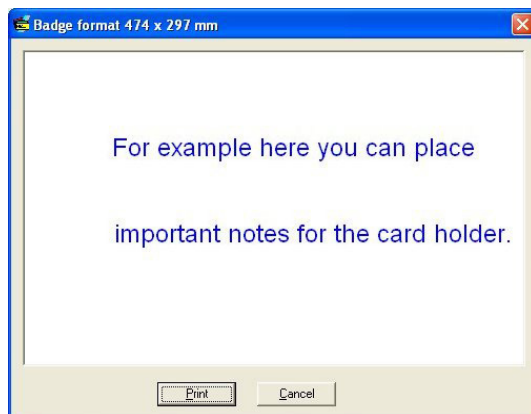 Badge format 474 x 297 mm
For example here you can place
important notes for the card holder.
Print Cancel